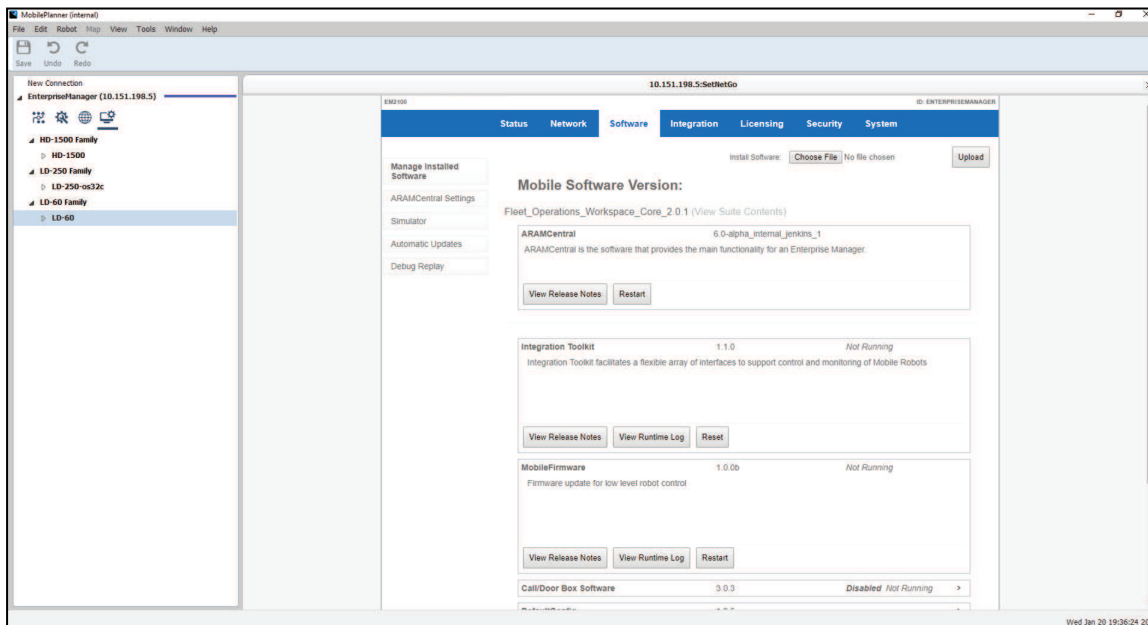 MobilePlanner (internal)
File Edit Robot Map View Tools Window Help
Save Undo Redo
New Connection
EnterpriseManager (10.151.198.5)
HD-1500 Family
HD-1500
LD-250 Family
LD-250-os32c
LD-60 Family
LD-60
10.151.198.5:SetNetGo
EM2100 ID: ENTERPRISEMANAGER
Status Network Software Integration Licensing Security System
Manage Installed
Software
ARAMCentral Settings
Simulator
Automatic Updates
Debug Replay
Install Software: Choose File No file chosen Upload
Mobile Software Version:
Fleet_Operations_Workspace_Core_2.0.1 (View Suite Contents)
ARAMCentral 6.0-alpha_internal_jenkins_1
ARAMCentral is the software that provides the main functionality for an Enterprise Manager.
View Release Notes Restart
Integration Toolkit 1.1.0 Not Running
Integration Toolkit facilitates a flexible array of interfaces to support control and monitoring of Mobile Robots
View Release Notes View Runtime Log Reset
MobileFirmware 1.0.0b Not Running
Firmware update for low level robot control
View Release Notes View Runtime Log Restart
Call/Door Box Software 3.0.3 Disabled Not Running >
Wed Jan 20 19:36:24 20